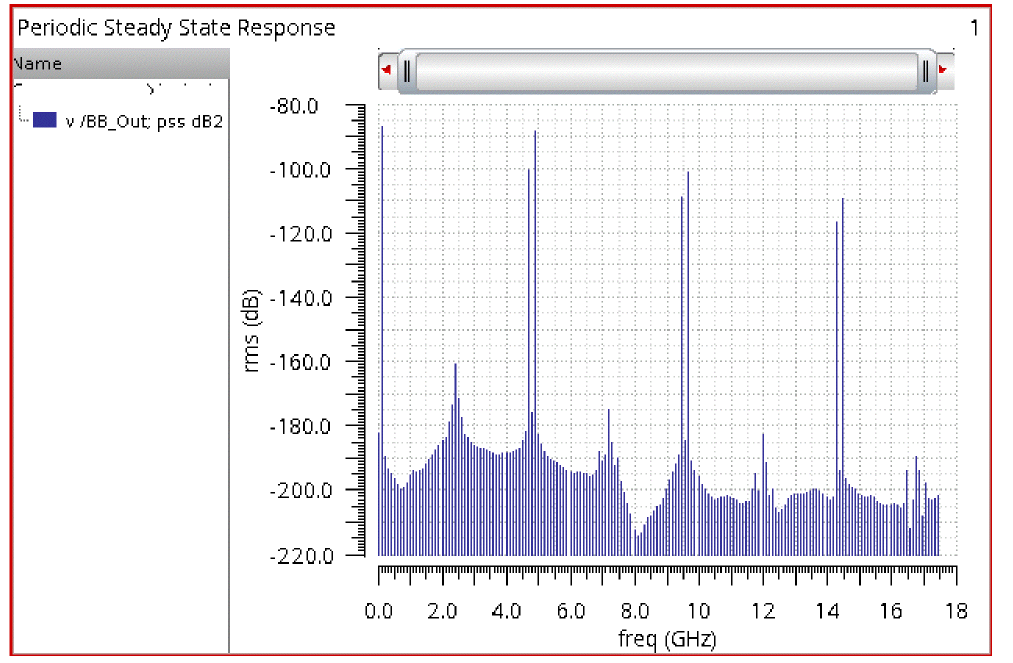 Periodic Steady State Response
1
Name
v /BB_Out; pss dB2
rms (dB)
-80.0
-100.0
-120.0
-140.0
-160.0
-180.0
-200.0
-220.0
0.0 2.0 4.0 6.0 8.0 10 12 14 16 18
freq (GHz)